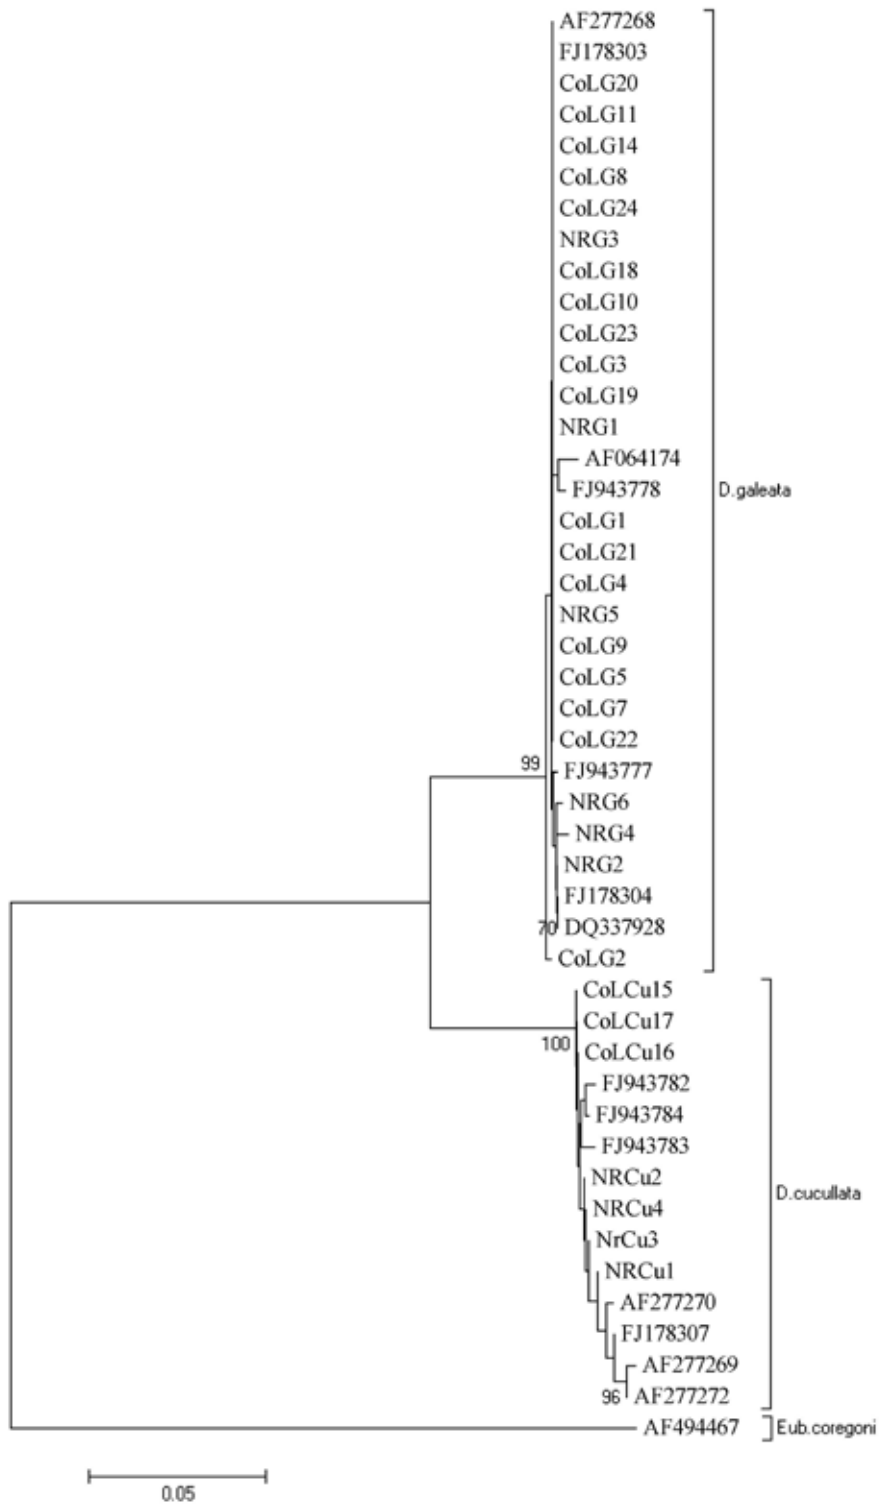 AF277268
FJ178303
CoLG20
CoLG11
CoLG14
CoLG8
CoLG24
NRG3
CoLG18
CoLG10
CoLG23
CoLG3
CoLG19
NRG1
AF064174
FJ943778
D.galeata
CoLG1
CoLG21
CoLG4
NRG5
CoLG9
CoLG5
CoLG7
CoLG22
99
FJ943777
NRG6
NRG4
NRG2
FJ178304
70 DQ337928
CoLG2
CoLCu15
CoLCu17
100
CoLCu16
FJ943782
FJ943784
FJ943783
NRCu2
D.cucullata
NRCu4
NrCu3
NRCu1
AF277270
FJ178307
AF277269
96 AF277272
AF494467 Eub.coregoni
0.05